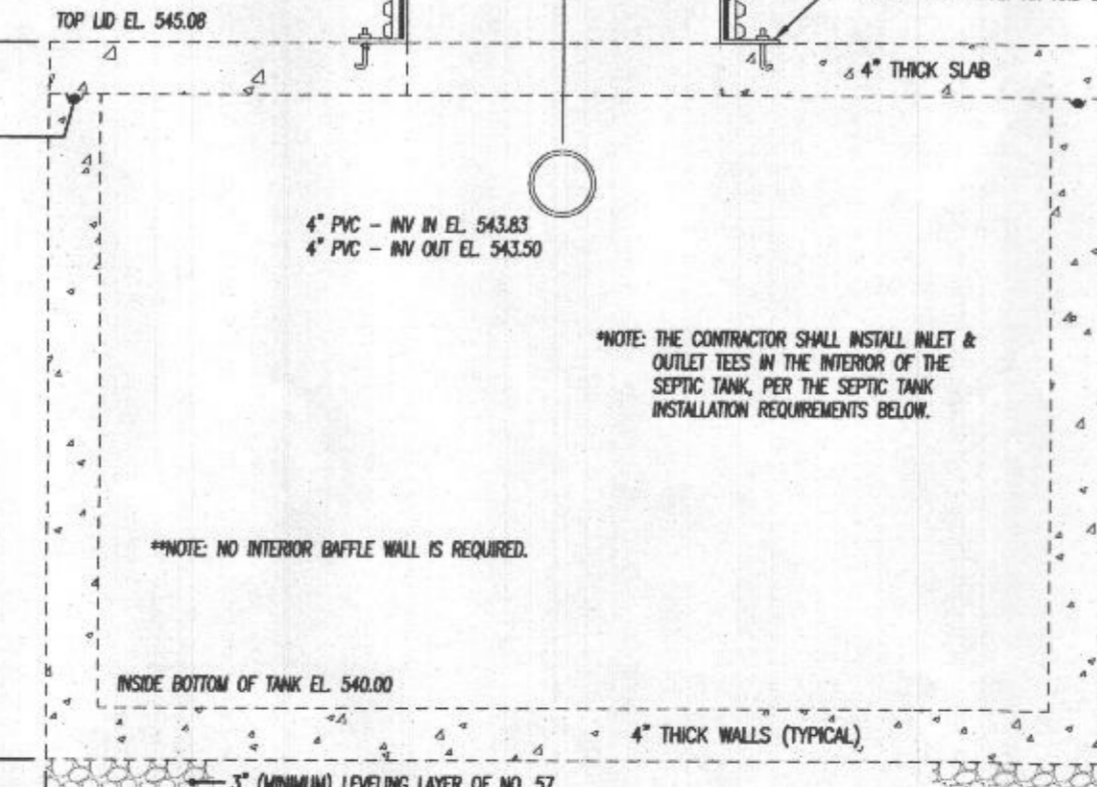 TOP LID EL. 545.08
4" THICK SLAB
4" PVC - INV IN EL. 543.83
4" PVC - INV OUT EL. 543.50
*NOTE: THE CONTRACTOR SHALL INSTALL INLET &
OUTLET TEES IN THE INTERIOR OF THE
SEPTIC TANK, PER THE SEPTIC TANK
INSTALLATION REQUIREMENTS BELOW.
**NOTE: NO INTERIOR BAFFLE WALL IS REQUIRED.
INSIDE BOTTOM OF TANK EL. 540.00
4" THICK WALLS (TYPICAL)
3" (MINIMUM) LEVELING LAYER OF NO. 57